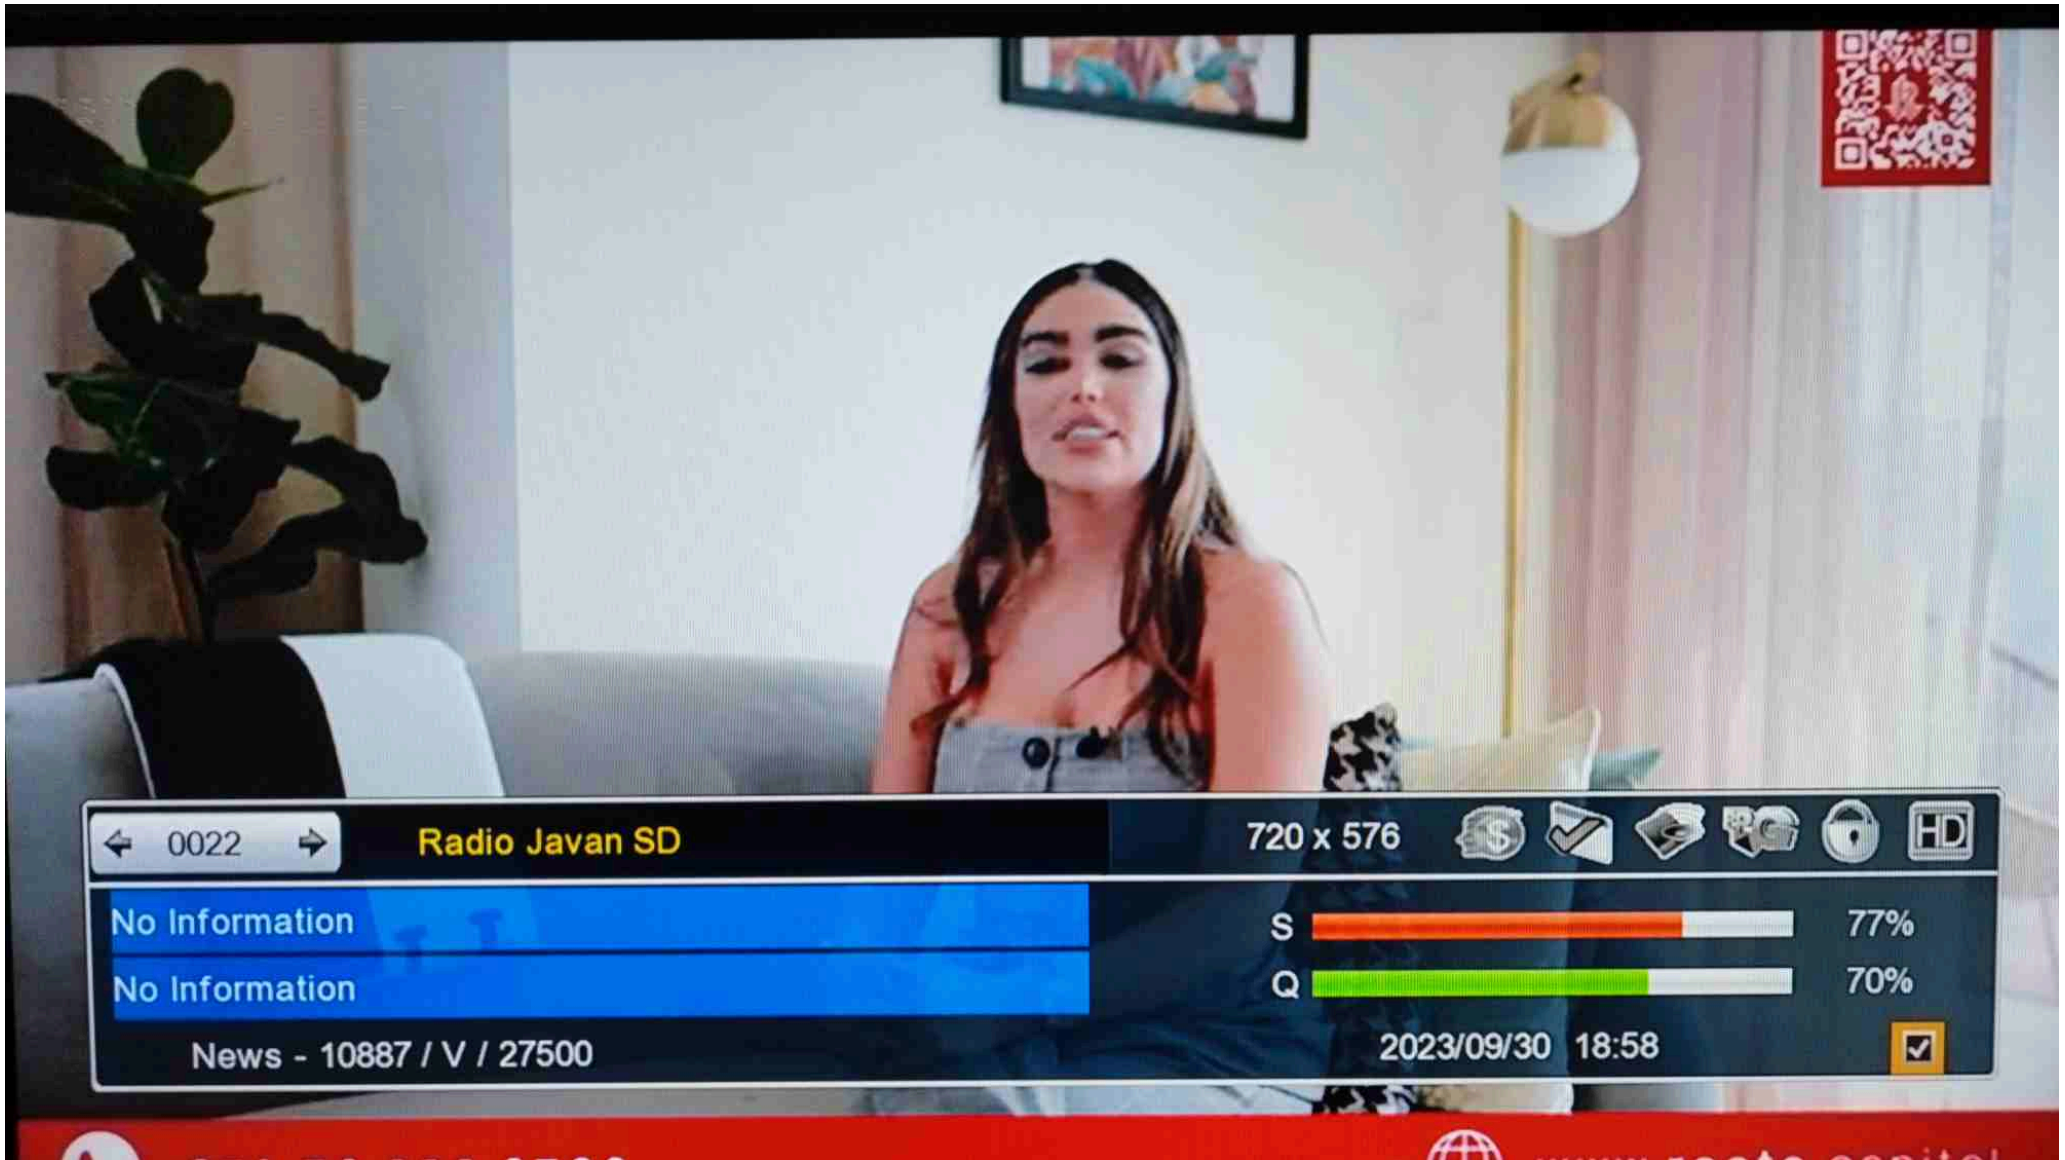 0022
Radio Javan SD
720 x 576
HD
No Information
S
77%
No Information
Q
70%
News - 10887 / V / 27500
2023/09/30 18:58